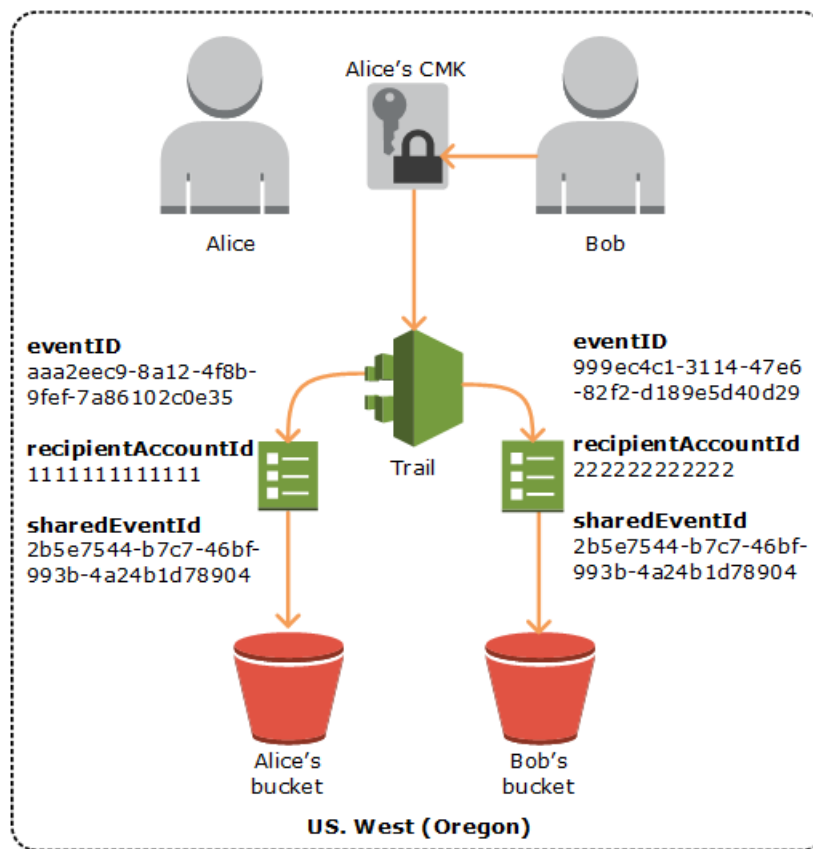 Alice's CMK
Alice
Bob
eventID
aaa2eec9-8a12-4f8b-
9fef-7a86102c0e35
recipientAccountId
1111111111111
sharedEventId
2b5e7544-b7c7-46bf-
993b-4a24b1d78904
Trail
eventID
999ec4c1-3114-47e6
-82f2-d189e5d40d29
recipientAccountId
222222222222
sharedEventId
2b5e7544-b7c7-46bf-
993b-4a24b1d78904
Alice's
bucket
Bob's
bucket
US. West (Oregon)